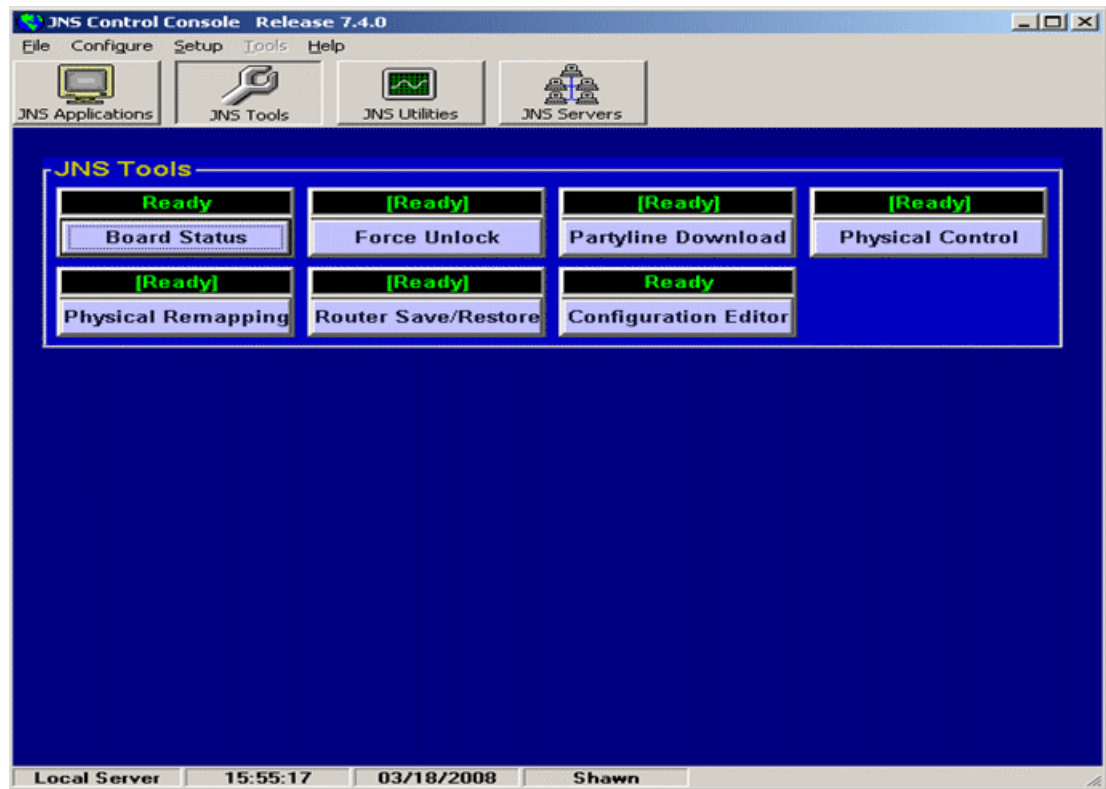 JNS Control Console Release 7.4.0
File Configure Setup Tools Help
JNS Applications JNS Tools JNS Utilities JNS Servers
JNS Tools
Ready [Ready] [Ready] [Ready]
Board Status Force Unlock Partyline Download Physical Control
[Ready] [Ready] Ready
Physical Remapping Router Save/Restore Configuration Editor
Local Server 15:55:17 03/18/2008 Shawn